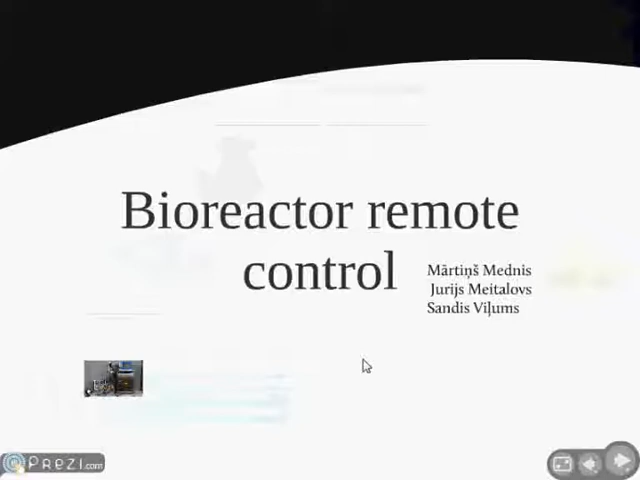 Bioreactor remote
control
Mārtiņš Mednis
Jurijs Meitalovs
Sandis Viļums
PREZI.com